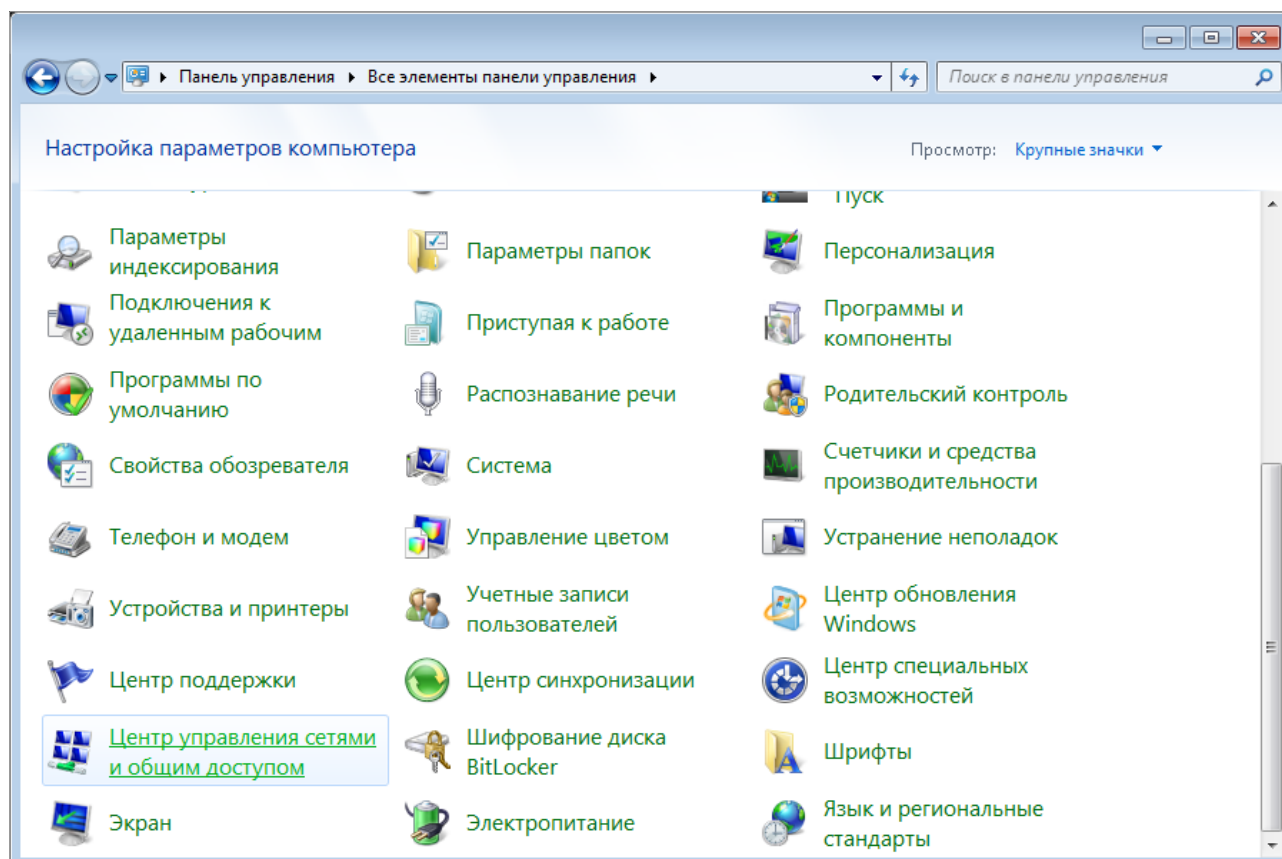 Панель управления ▸ Все элементы панели управления ▸
Поиск в панели управления
Настройка параметров компьютера
Просмотр: Крупные значки
Пуск
Параметры
индексирования
Параметры папок
Персонализация
Подключения к
удаленным рабочим
Приступая к работе
Программы и
компоненты
Программы по
умолчанию
Распознавание речи
Родительский контроль
Свойства обозревателя
Система
Счетчики и средства
производительности
Телефон и модем
Управление цветом
Устранение неполадок
Устройства и принтеры
Учетные записи
пользователей
Центр обновления
Windows
Центр поддержки
Центр синхронизации
Центр специальных
возможностей
Центр управления сетями
и общим доступом
Шифрование диска
BitLocker
Шрифты
Экран
Электропитание
Язык и региональные
стандарты